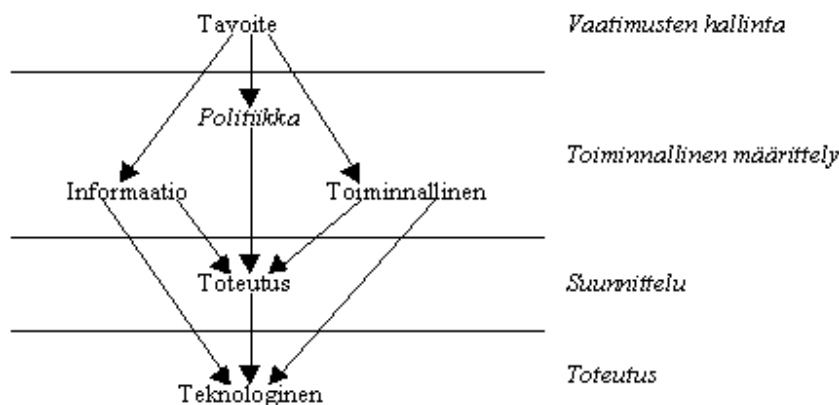 Tavoite
Vaatimusten hallinta
Politiikka
Toiminnallinen määrittely
Informaatio
Toiminnallinen
Toteutus
Suunnittelu
Toteutus
Teknologinen